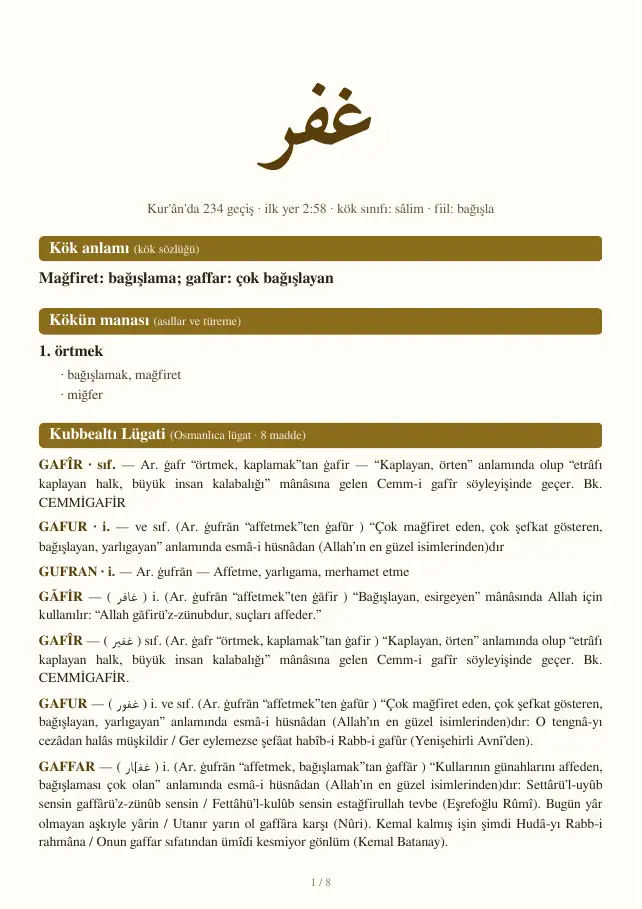 غفر
Kur'ân'da 234 geçiş · ilk yer 2:58 · kök sınıfı: sâlim · fiil: bağışla
Kök anlamı (kök sözlüğü)
Mağfiret: bağışlama; gaffar: çok bağışlayan
Kökün manası (asıllar ve türeme)
1. örtmek
· bağışlamak, mağfiret
· miğfer
Kubbealtı Lügati (Osmanlıca lügat · 8 madde)
GAFÎR · sıf. — Ar. ġafr “örtmek, kaplamak”tan ġafіr — “Kaplayan, örten” anlamında olup “etrâfı
kaplayan halk, büyük insan kalabalığı” mânâsına gelen Cemm-i gafîr söyleyişinde geçer. Bk.
CEMMİGAFİR
GAFUR · i. — ve sıf. (Ar. ġufrān “affetmek”ten ġafūr ) “Çok mağfiret eden, çok şefkat gösteren,
bağışlayan, yarlıgayan” anlamında esmâ-i hüsnâdan (Allah’ın en güzel isimlerinden)dır
GUFRAN · i. — Ar. ġufrān — Affetme, yarlıgama, merhamet etme
GĀFİR — ( غافر ) i. (Ar. ġufrān “affetmek”ten ġāfir ) “Bağışlayan, esirgeyen” mânâsında Allah için
kullanılır: “Allah gāfirü’z-zünubdur, suçları affeder.”
GAFÎR — ( غفير ) sıf. (Ar. ġafr “örtmek, kaplamak”tan ġafіr ) “Kaplayan, örten” anlamında olup “etrâfı
kaplayan halk, büyük insan kalabalığı” mânâsına gelen Cemm-i gafîr söyleyişinde geçer. Bk.
CEMMİGAFİR.
GAFUR — ( غفور ) i. ve sıf. (Ar. ġufrān “affetmek”ten ġafūr ) “Çok mağfiret eden, çok şefkat gösteren,
bağışlayan, yarlıgayan” anlamında esmâ-i hüsnâdan (Allah’ın en güzel isimlerinden)dır: O tengnâ-yı
cezâdan halâs müşkildir / Ger eylemezse şefâat habîb-i Rabb-i gafûr (Yenişehirli Avnî’den).
GAFFAR — ( غفّار ) i. (Ar. ġufrān “affetmek, bağışlamak”tan ġaffār ) “Kullarının günahlarını affeden,
bağışlaması çok olan” anlamında esmâ-i hüsnâdan (Allah’ın en güzel isimlerinden)dır: Settârü’l-uyûb
sensin gaffârü’z-zünûb sensin / Fettâhü’l-kulûb sensin estağfirullah tevbe (Eşrefoğlu Rûmî). Bugün yâr
olmayan aşkıyle yârin / Utanır yarın ol gaffâra karşı (Nûri). Kemal kalmış işin şimdi Hudâ-yı Rabb-i
rahmâna / Onun gaffar sıfatından ümîdi kesmiyor gönlüm (Kemal Batanay).
1 / 8